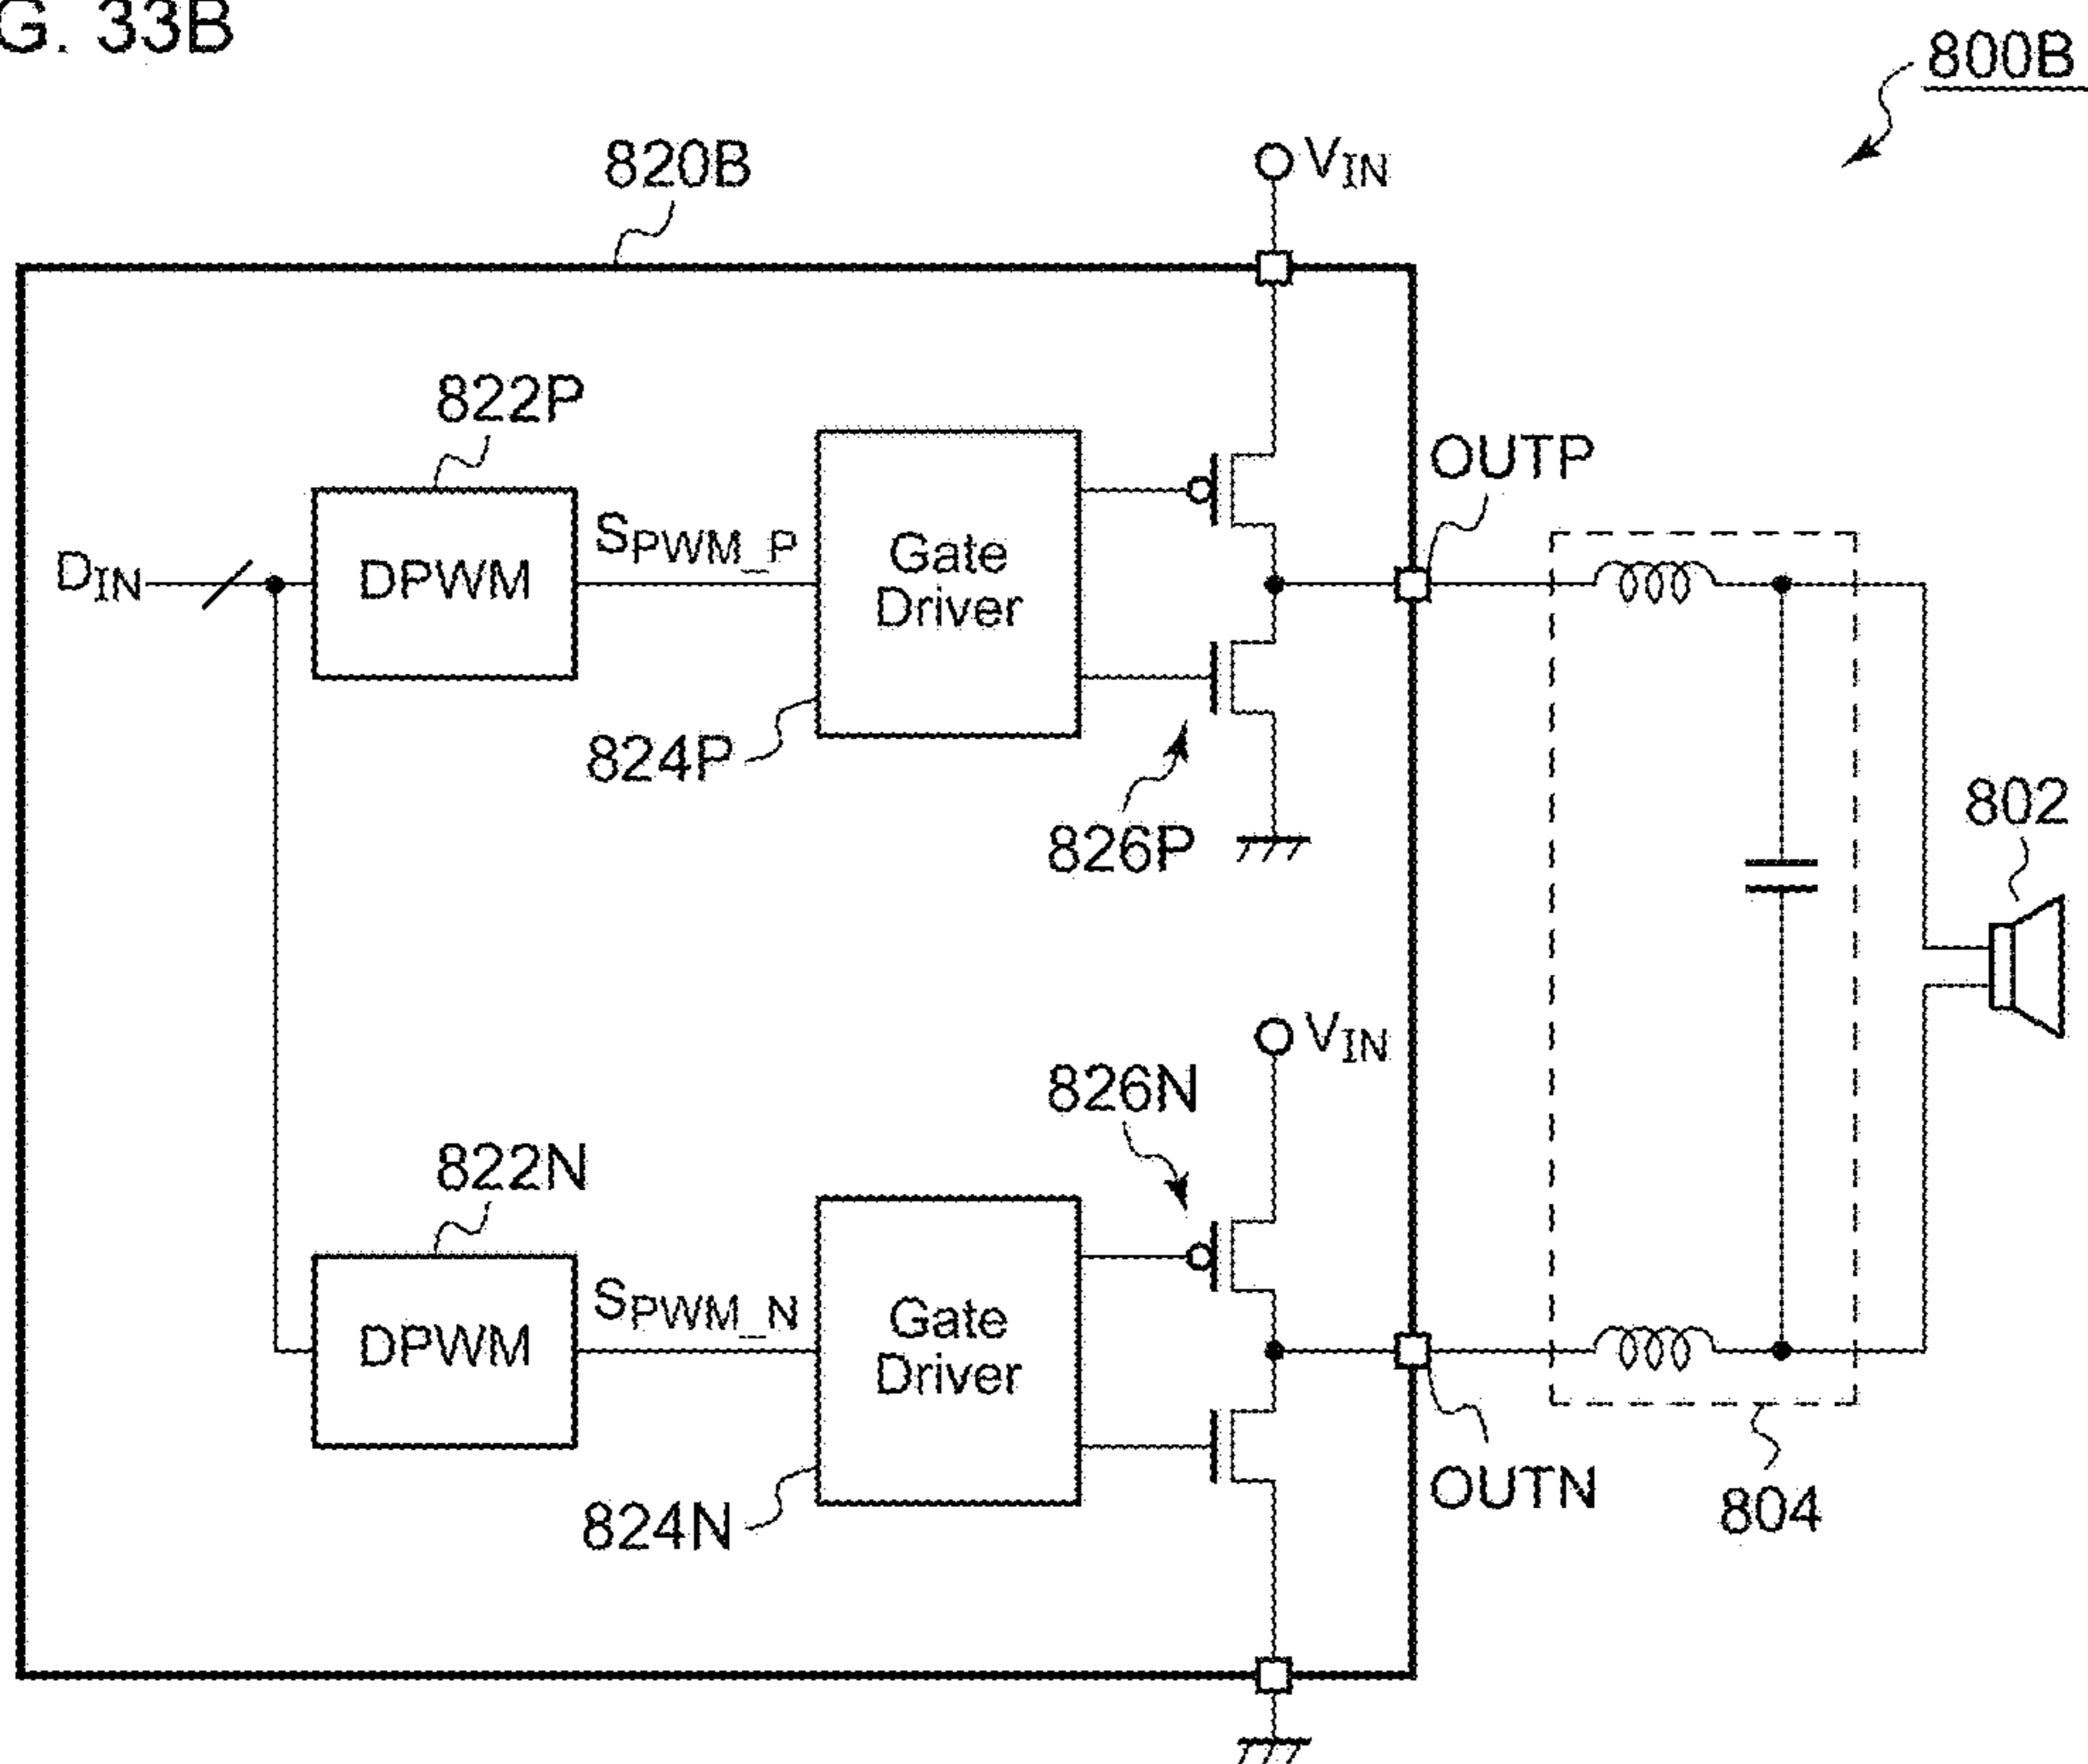 G. 33B
800B
820B
VIN
822P
OUTP
DIN
DPWM
SPWM_P
Gate
Driver
824P
826P
802
VIN
826N
822N
DPWM
SPWM_N
Gate
Driver
824N
OUTN
804